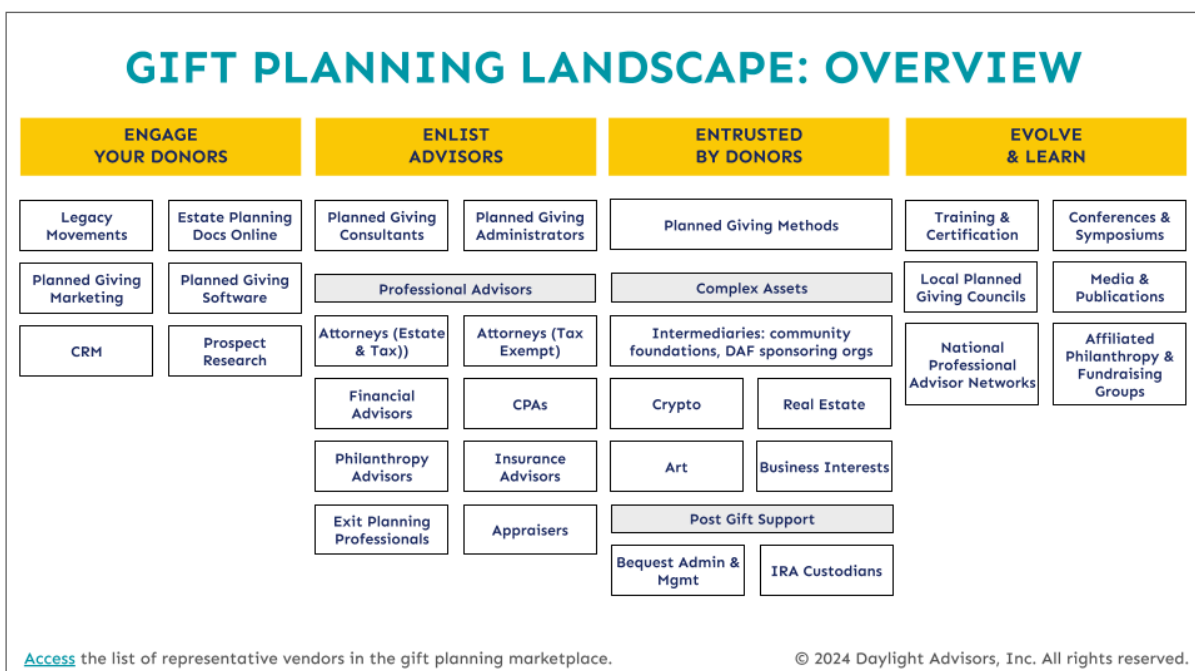 GIFT PLANNING LANDSCAPE: OVERVIEW
ENGAGE
YOUR DONORS
Legacy
Movements
Estate Planning
Docs Online
Planned Giving
Marketing
Planned Giving
Software
CRM
Prospect
Research
ENLIST
ADVISORS
Planned Giving
Consultants
Planned Giving
Administrators
Professional Advisors
Attorneys (Estate
& Tax))
Attorneys (Tax
Exempt)
Financial
Advisors
CPAs
Philanthropy
Advisors
Insurance
Advisors
Exit Planning
Professionals
Appraisers
ENTRUSTED
BY DONORS
Planned Giving Methods
Complex Assets
Intermediaries: community
foundations, DAF sponsoring orgs
Crypto
Real Estate
Art
Business Interests
Post Gift Support
Bequest Admin &
Mgmt
IRA Custodians
EVOLVE
& LEARN
Training &
Certification
Conferences &
Symposiums
Local Planned
Giving Councils
Media &
Publications
National
Professional
Advisor Networks
Affiliated
Philanthropy &
Fundraising
Groups
Access the list of representative vendors in the gift planning marketplace.
© 2024 Daylight Advisors, Inc. All rights reserved.